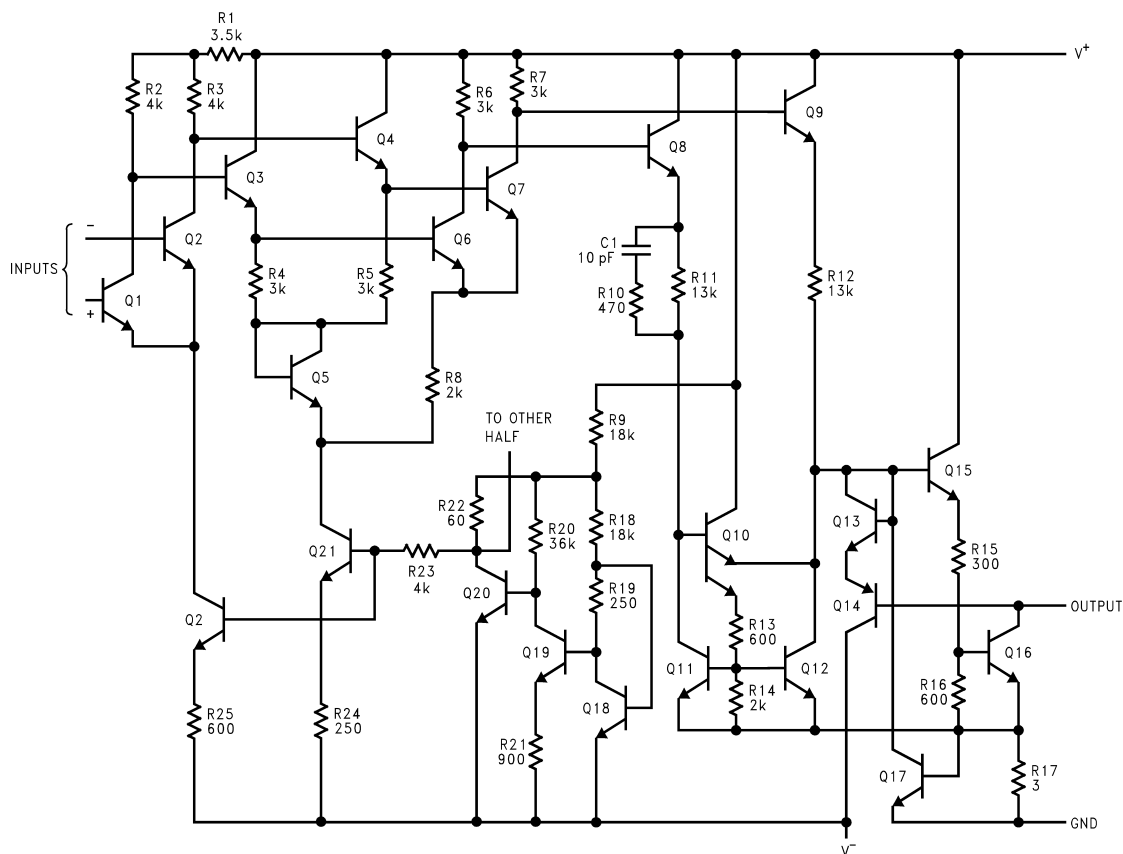 R1
3.5k
V+
R2
4k
R3
4k
R6
3k
R7
3k
Q4
Q9
Q8
Q3
Q7
−
Q2
Q6
INPUTS
Q1
+
R4
3k
R5
3k
C1
10 pF
R10
470
R11
13k
R12
13k
Q5
R8
2k
TO OTHER
HALF
R9
18k
Q15
R22
60
R20
36k
R18
18k
Q10
Q13
Q21
R23
4k
R15
300
Q20
R19
250
Q14
OUTPUT
Q2
R13
600
Q19
Q11
Q12
Q16
R14
2k
R16
600
Q18
R25
600
R24
250
R21
900
Q17
R17
3
GND
V−